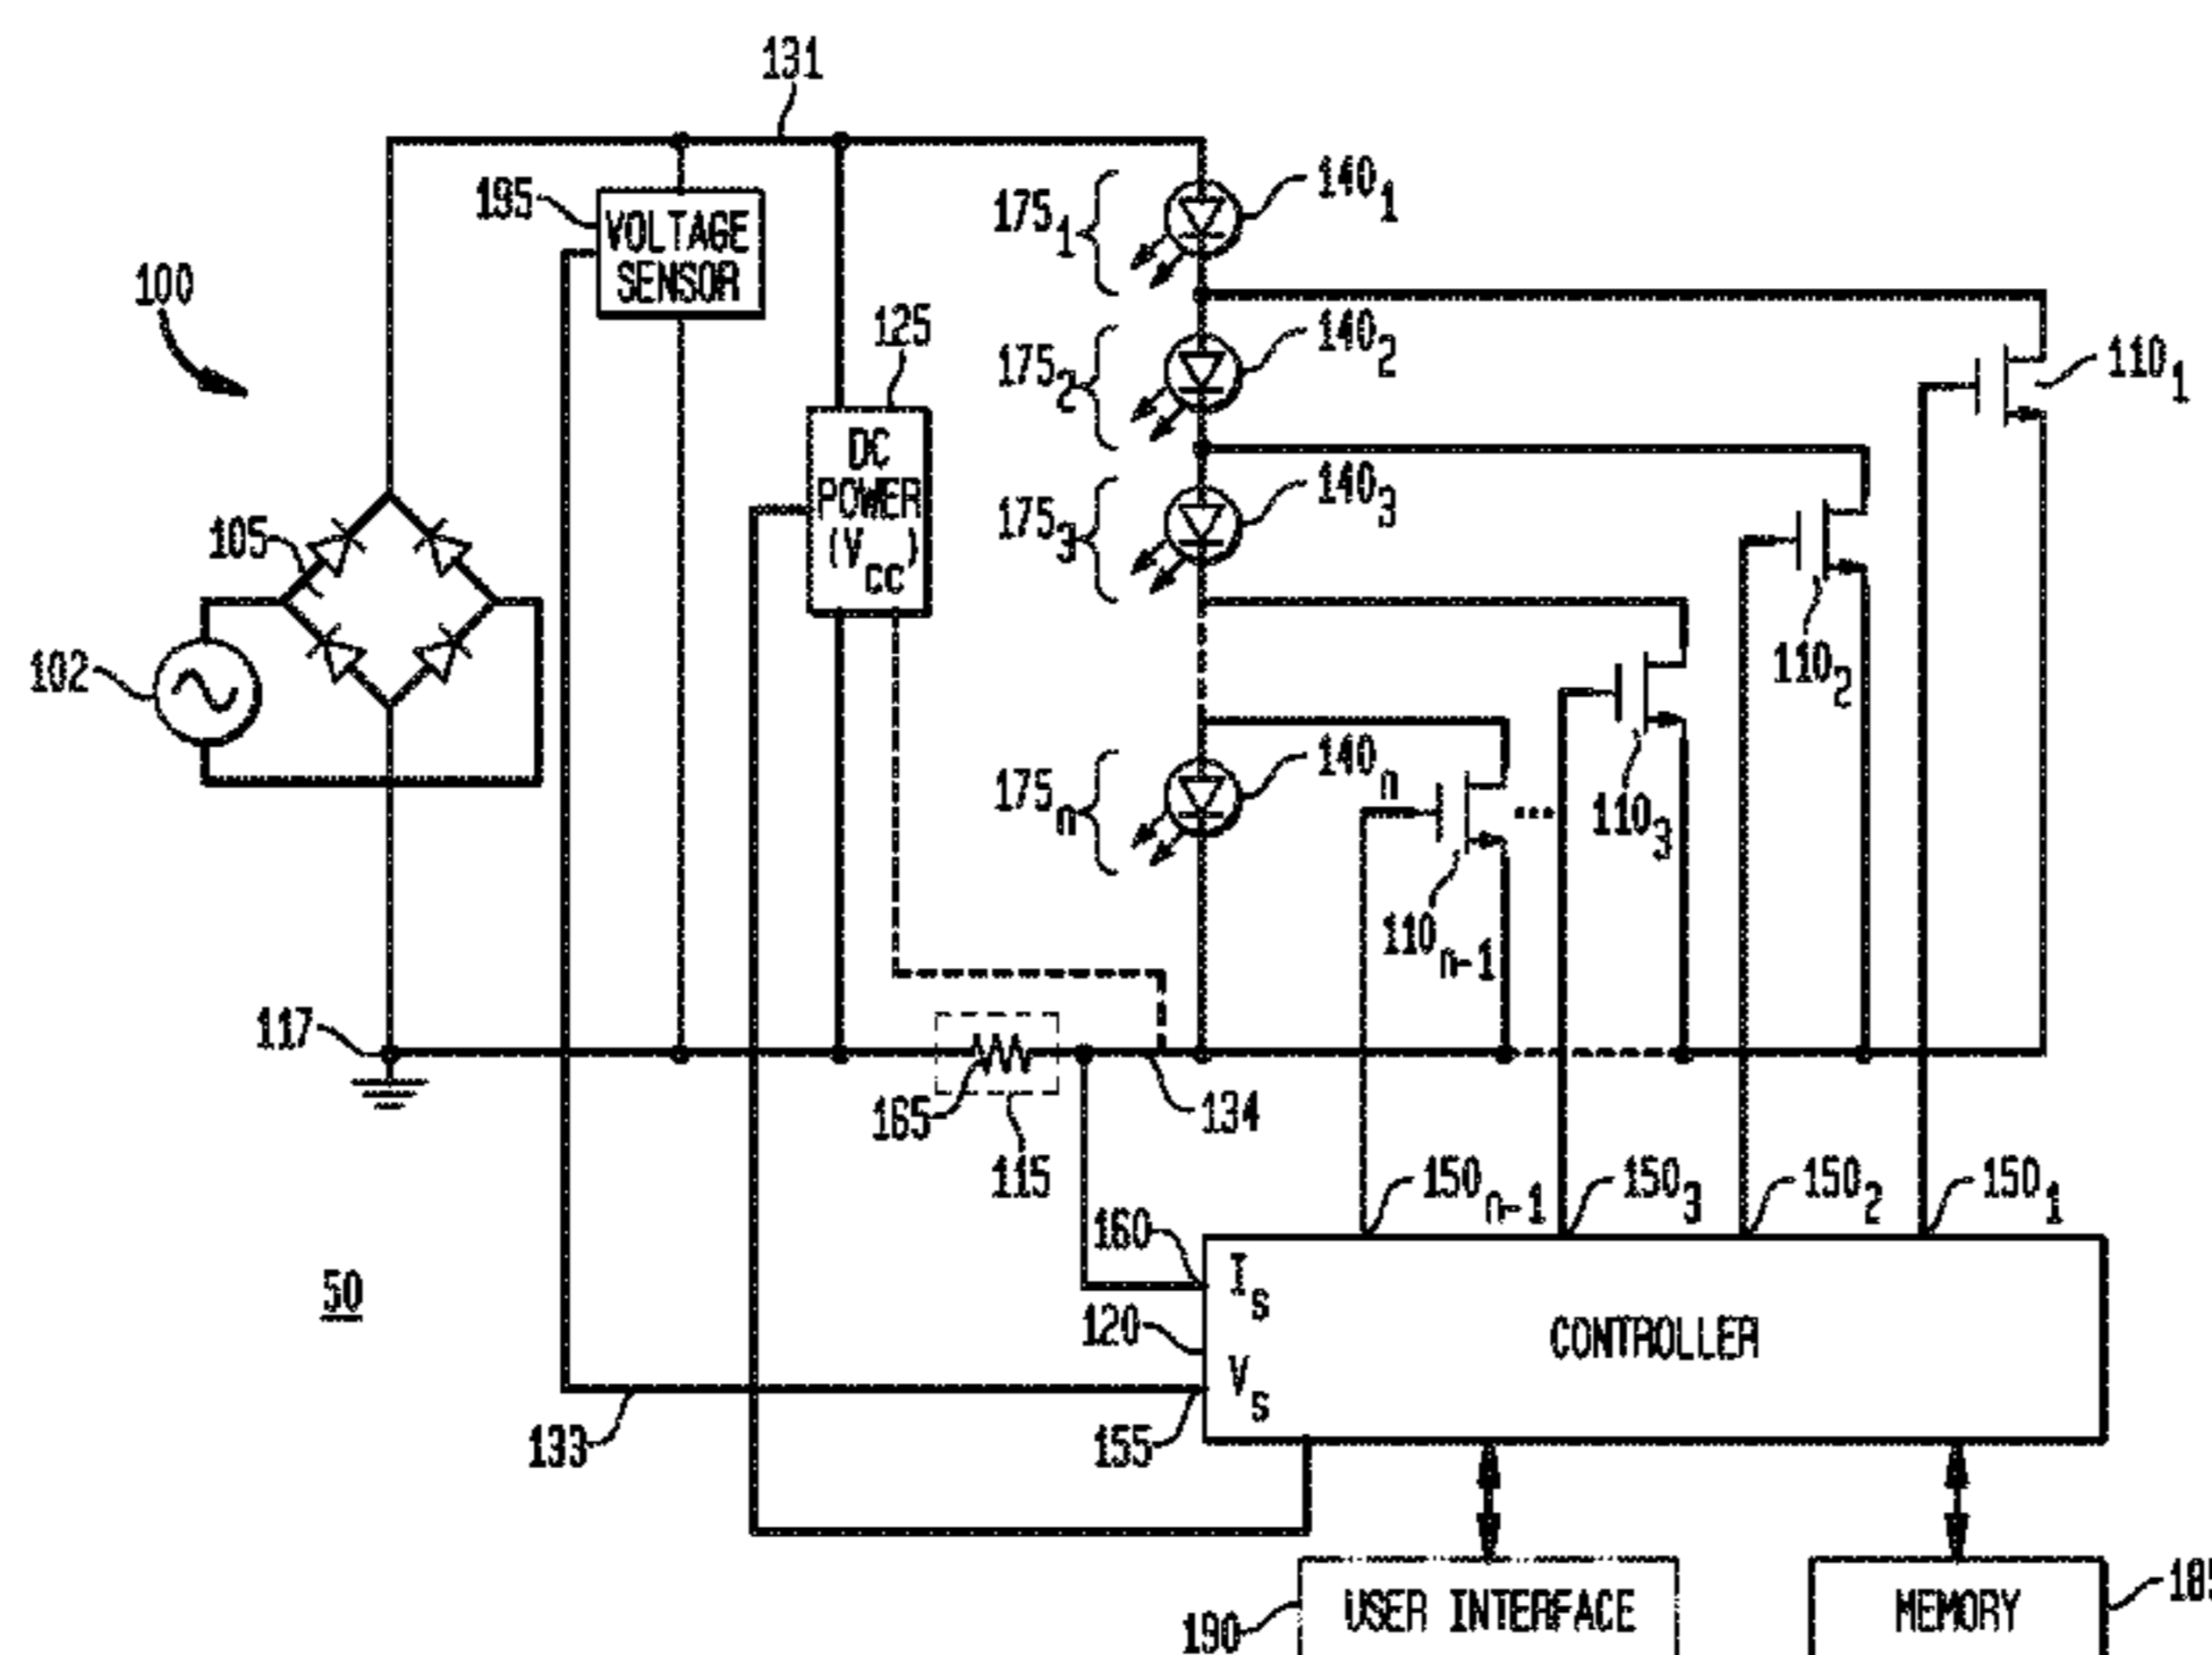 131
195
VOLTAGE
SENSOR
175₁
140₁
100
125
175₂
140₂
110₁
DC
POWER
(V_CC)
105
175₃
140₃
110₂
102
175ₙ
140ₙ
110₃
110ₙ₋₁
...
117
165
115
134
150ₙ₋₁
150₃
150₂
150₁
160
I_S
50
120
CONTROLLER
V_S
133
155
190
USER INTERFACE
MEMORY